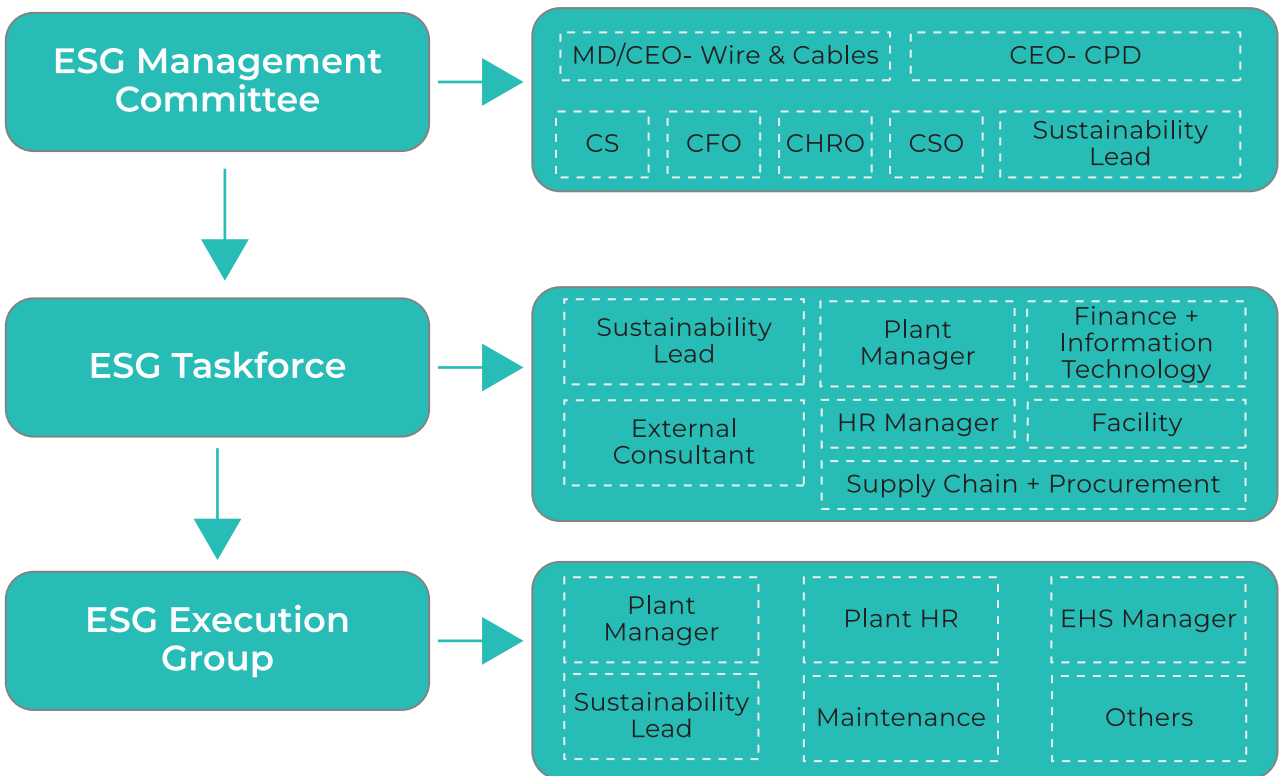 ESG Management
Committee
MD/CEO- Wire & Cables
CEO- CPD
CS
CFO
CHRO
CSO
Sustainability
Lead
ESG Taskforce
Sustainability
Lead
Plant
Manager
Finance +
Information
Technology
External
Consultant
HR Manager
Facility
Supply Chain + Procurement
ESG Execution
Group
Plant
Manager
Plant HR
EHS Manager
Sustainability
Lead
Maintenance
Others